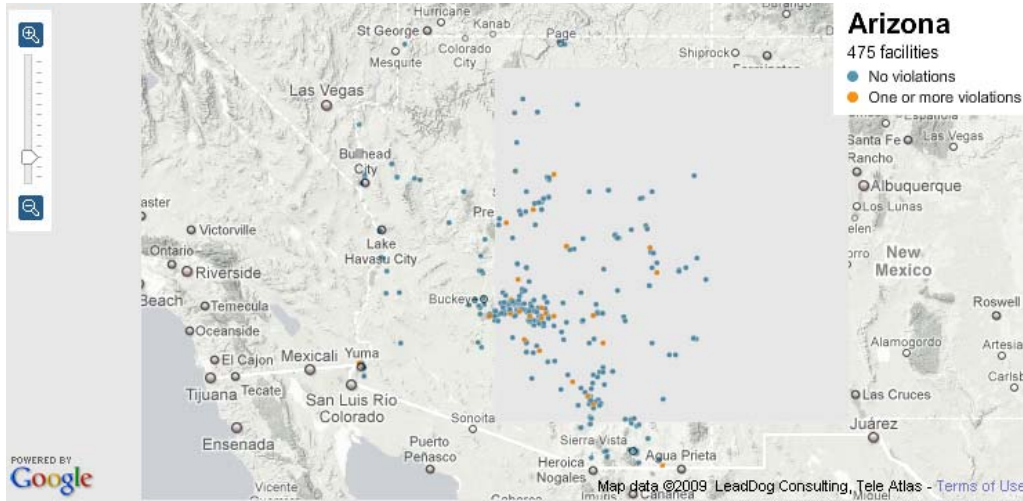 Arizona
475 facilities
No violations
One or more violations
Hurricane
Kanab
St George
Colorado
City
Mesquite
Page
Shiprock
Las Vegas
Santa Fe
Las Vegas
Rancho
Albuquerque
Los Lunas
Bullhead
City
Victorville
Ontario
Riverside
Lake
Havasu City
New
Mexico
Beach
Temecula
Buckeye
Oceanside
Roswell
Alamogordo
Artesia
El Cajon
Mexicali
Yuma
Tijuana
Tecate
San Luis Rio
Colorado
Las Cruces
Juárez
Ensenada
Sonoita
Sierra Vista
Puerto
Peñasco
Heroica
Nogales
Agua Prieta
Vicente
Cananea
POWERED BY
Google
Map data ©2009 LeadDog Consulting, Tele Atlas - Terms of Use